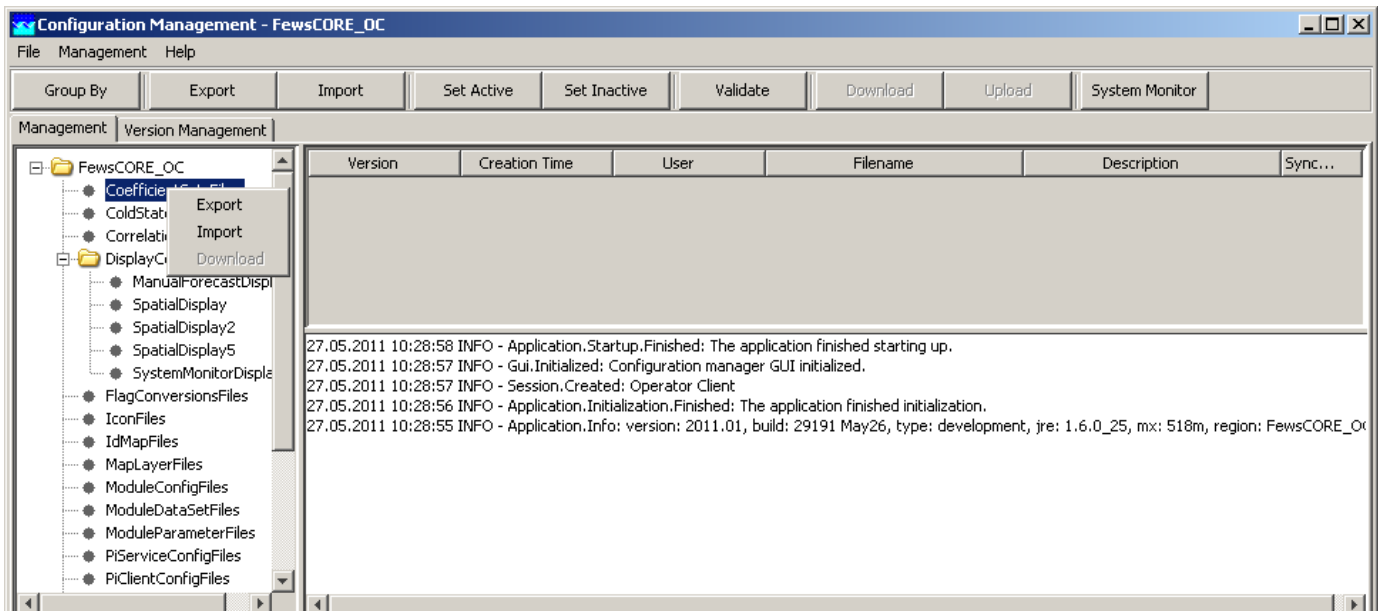 Configuration Management - FewsCORE_OC
File Management Help
Group By Export Import Set Active Set Inactive Validate Download Upload System Monitor
Management Version Management
FewsCORE_OC
Export
ColdStat
Import
Correlati
Download
DisplayC
ManualForecastDispl
SpatialDisplay
SpatialDisplay2
SpatialDisplay5
SystemMonitorDispla
FlagConversionsFiles
IconFiles
IdMapFiles
MapLayerFiles
ModuleConfigFiles
ModuleDataSetFiles
ModuleParameterFiles
PiServiceConfigFiles
PiClientConfigFiles
Version Creation Time User Filename Description Sync...
27.05.2011 10:28:58 INFO - Application.Startup.Finished: The application finished starting up.
27.05.2011 10:28:57 INFO - Gui.Initialized: Configuration manager GUI initialized.
27.05.2011 10:28:57 INFO - Session.Created: Operator Client
27.05.2011 10:28:56 INFO - Application.Initialization.Finished: The application finished initialization.
27.05.2011 10:28:55 INFO - Application.Info: version: 2011.01, build: 29191 May26, type: development, jre: 1.6.0_25, mx: 518m, region: FewsCORE_O